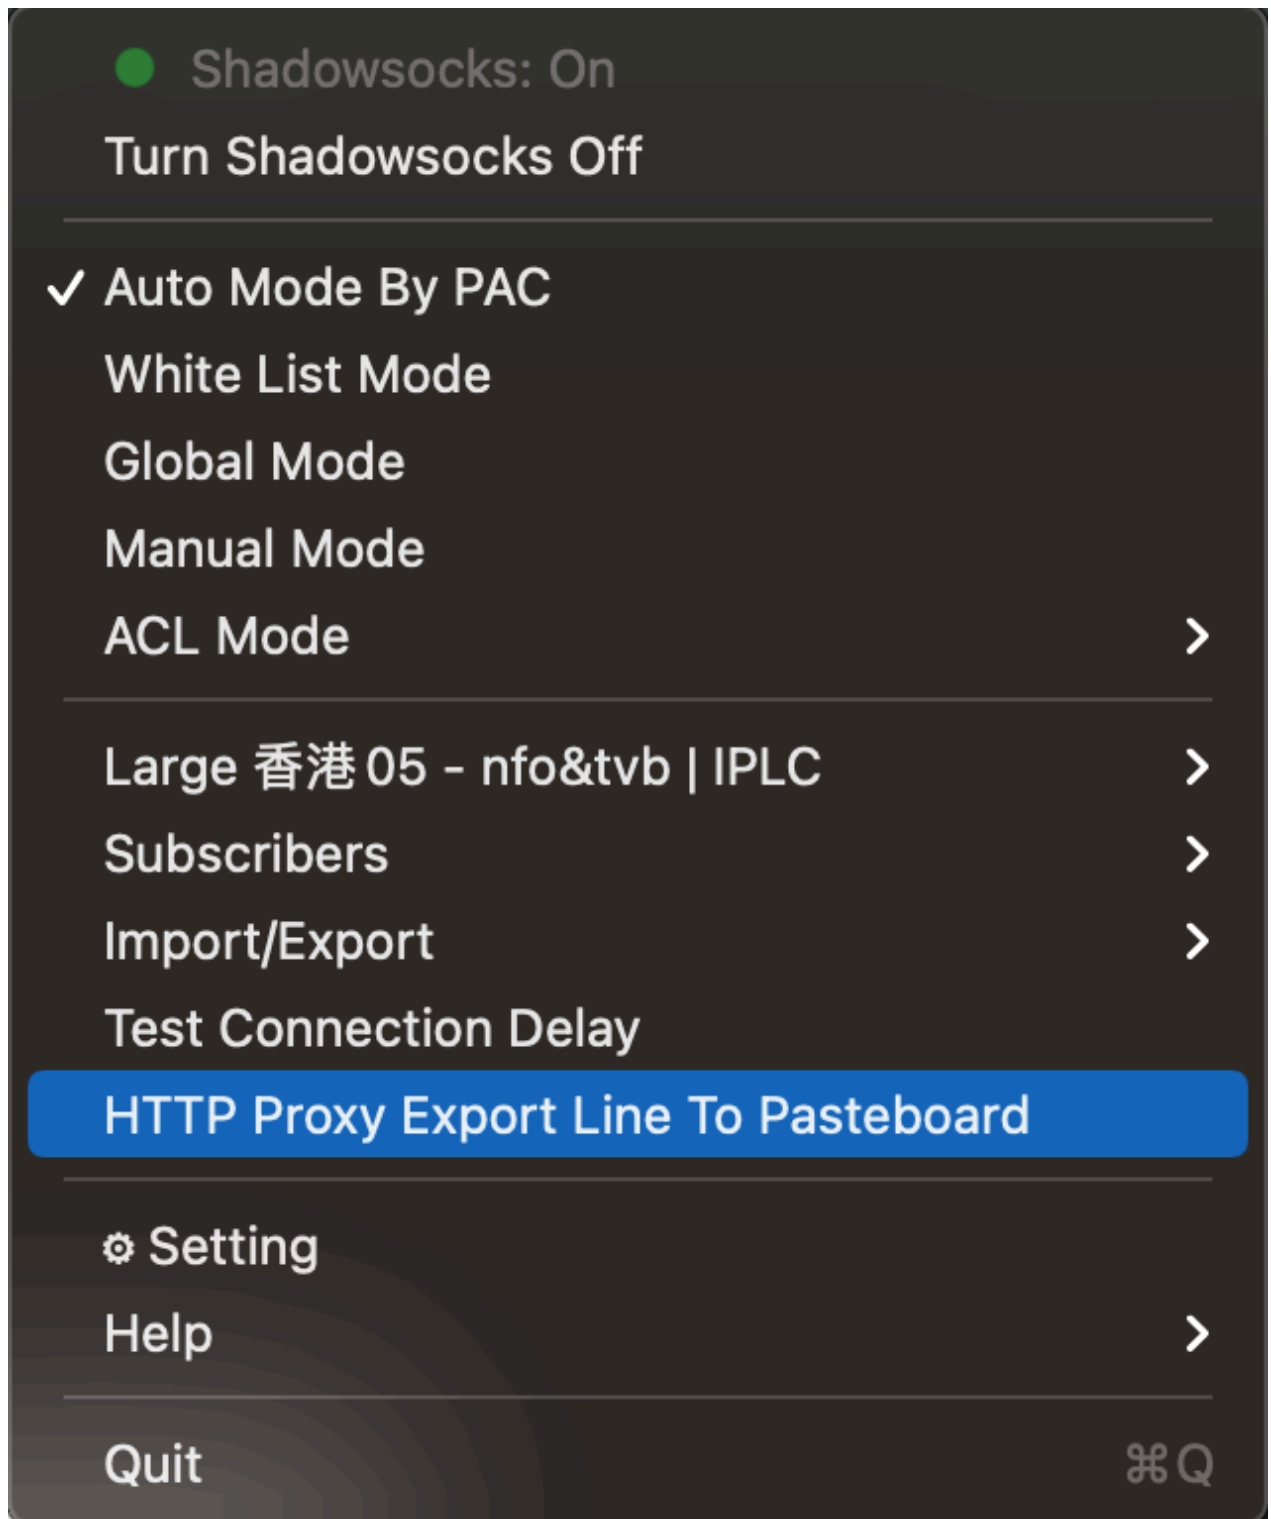 Shadowsocks: On
Turn Shadowsocks Off
Auto Mode By PAC
White List Mode
Global Mode
Manual Mode
ACL Mode
Large 香港05 - nfo&tvb | IPLC
Subscribers
Import/Export
Test Connection Delay
HTTP Proxy Export Line To Pasteboard
Setting
Help
Quit ⌘Q